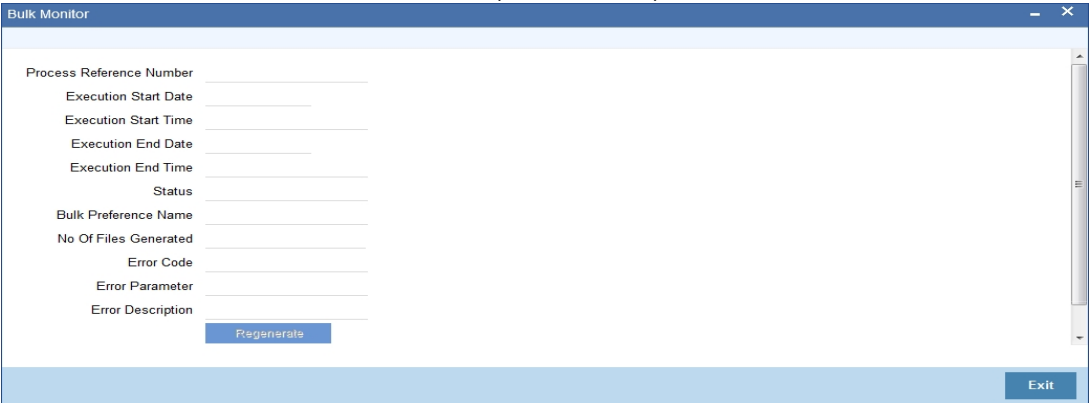 Bulk Monitor
Process Reference Number
Execution Start Date
Execution Start Time
Execution End Date
Execution End Time
Status
Bulk Preference Name
No Of Files Generated
Error Code
Error Parameter
Error Description
Regenerate
Exit